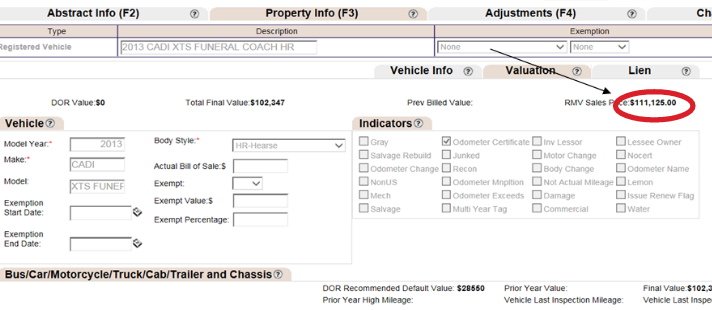 Abstract Info (F2) Property Info (F3) Adjustments (F4)
Type Description Exemption
Registered Vehicle 2013 CADI XTS FUNERAL COACH HR None None
Vehicle Info Valuation Lien
DOR Value:$0 Total Final Value:$102,347 Prev Billed Value: RMV Sales Price:$111,125.00
Vehicle Indicators
Model Year:* 2013 Body Style:* HR-Hearse
Make:* CADI Actual Bill of Sale:$
Model: XTS FUNEF Exempt:
Exemption Start Date: Exempt Value:$
Exempt Percentage:
Exemption End Date:
Gray Odometer Certificate Inv Lessor Lessee Owner
Salvage Rebuild Junked Motor Change Nocert
Odometer Change Recon Body Change Odometer Name
NonUS Odometer Mnption Not Actual Mileage Lemon
Mech Odometer Exceeds Damage Issue Renew Flag
Salvage Multi Year Tag Commercial Water
Bus/Car/Motorcycle/Truck/Cab/Trailer and Chassis
DOR Recommended Default Value: $28550 Prior Year Value: Final Value: $102,3
Prior Year High Mileage: Vehicle Last Inspection Mileage: Vehicle Last Inspe